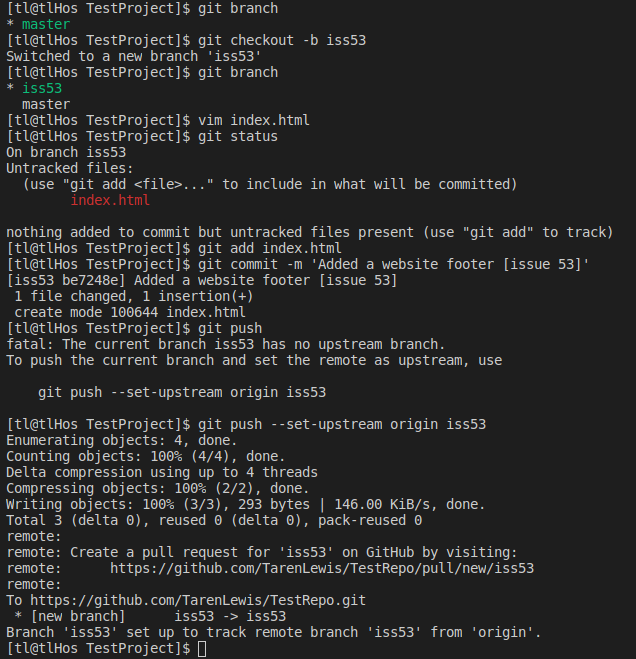 [tl@tlHos TestProject]$ git branch
* master
[tl@tlHos TestProject]$ git checkout -b iss53
Switched to a new branch 'iss53'
[tl@tlHos TestProject]$ git branch
* iss53
  master
[tl@tlHos TestProject]$ vim index.html
[tl@tlHos TestProject]$ git status
On branch iss53
Untracked files:
  (use "git add <file>..." to include in what will be committed)
        index.html

nothing added to commit but untracked files present (use "git add" to track)
[tl@tlHos TestProject]$ git add index.html
[tl@tlHos TestProject]$ git commit -m 'Added a website footer [issue 53]'
[iss53 be7248e] Added a website footer [issue 53]
 1 file changed, 1 insertion(+)
 create mode 100644 index.html
[tl@tlHos TestProject]$ git push
fatal: The current branch iss53 has no upstream branch.
To push the current branch and set the remote as upstream, use

    git push --set-upstream origin iss53

[tl@tlHos TestProject]$ git push --set-upstream origin iss53
Enumerating objects: 4, done.
Counting objects: 100% (4/4), done.
Delta compression using up to 4 threads
Compressing objects: 100% (2/2), done.
Writing objects: 100% (3/3), 293 bytes | 146.00 KiB/s, done.
Total 3 (delta 0), reused 0 (delta 0), pack-reused 0
remote:
remote: Create a pull request for 'iss53' on GitHub by visiting:
remote:      https://github.com/TarenLewis/TestRepo/pull/new/iss53
remote:
To https://github.com/TarenLewis/TestRepo.git
 * [new branch]      iss53 -> iss53
Branch 'iss53' set up to track remote branch 'iss53' from 'origin'.
[tl@tlHos TestProject]$